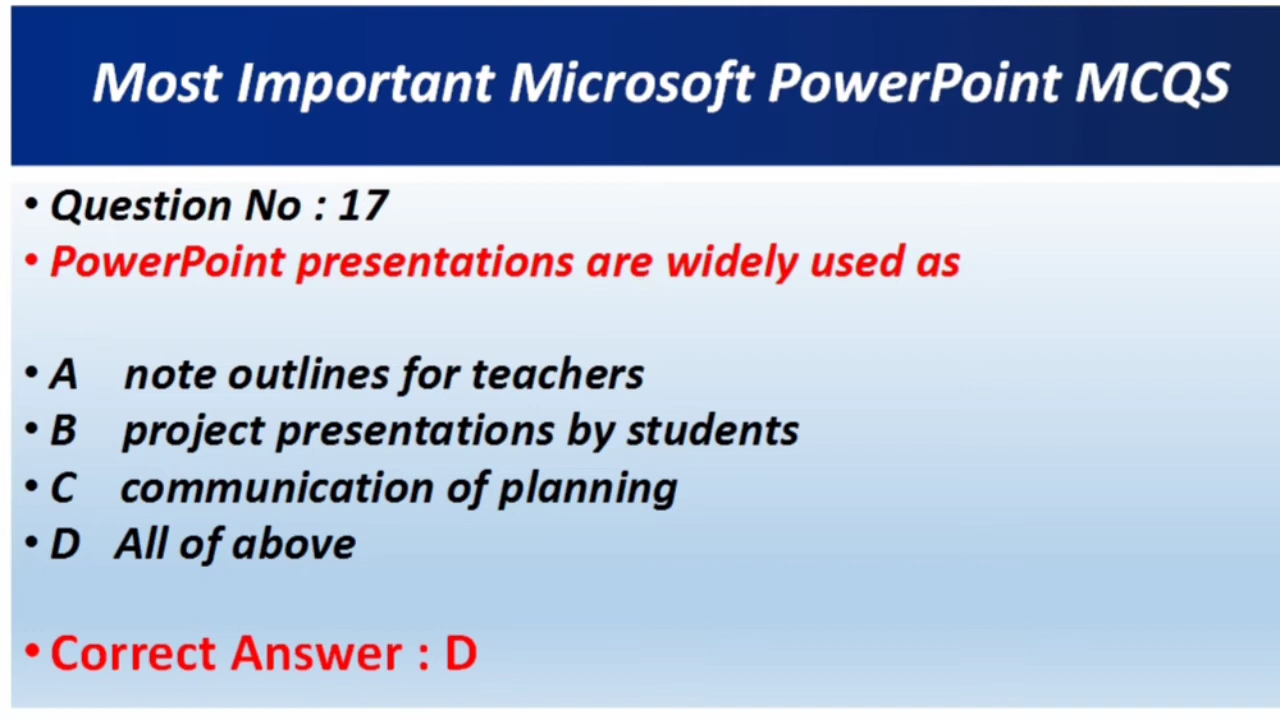 Most Important Microsoft PowerPoint MCQS
• Question No : 17
• PowerPoint presentations are widely used as
• A note outlines for teachers
• B project presentations by students
• C communication of planning
• D All of above
• Correct Answer : D